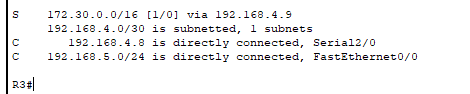 S    172.30.0.0/16 [1/0] via 192.168.4.9
     192.168.4.0/30 is subnetted, 1 subnets
C       192.168.4.8 is directly connected, Serial2/0
C    192.168.5.0/24 is directly connected, FastEthernet0/0
R3#